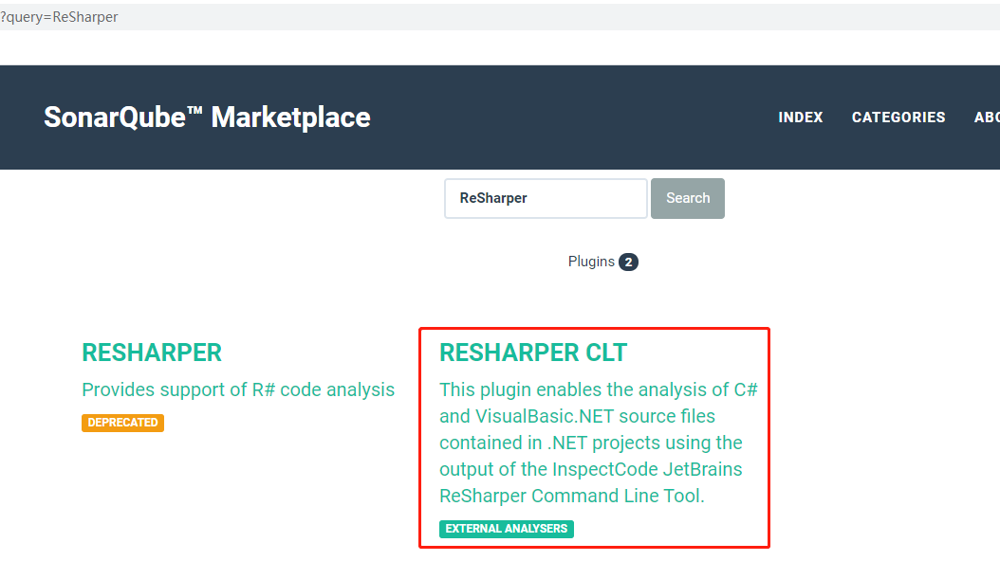 ?query=ReSharper
SonarQube™ Marketplace
INDEX
CATEGORIES
ReSharper
Search
Plugins 2
RESHARPER
Provides support of R# code analysis
DEPRECATED
RESHARPER CLT
This plugin enables the analysis of C#
and VisualBasic.NET source files
contained in .NET projects using the
output of the InspectCode JetBrains
ReSharper Command Line Tool.
EXTERNAL ANALYSERS